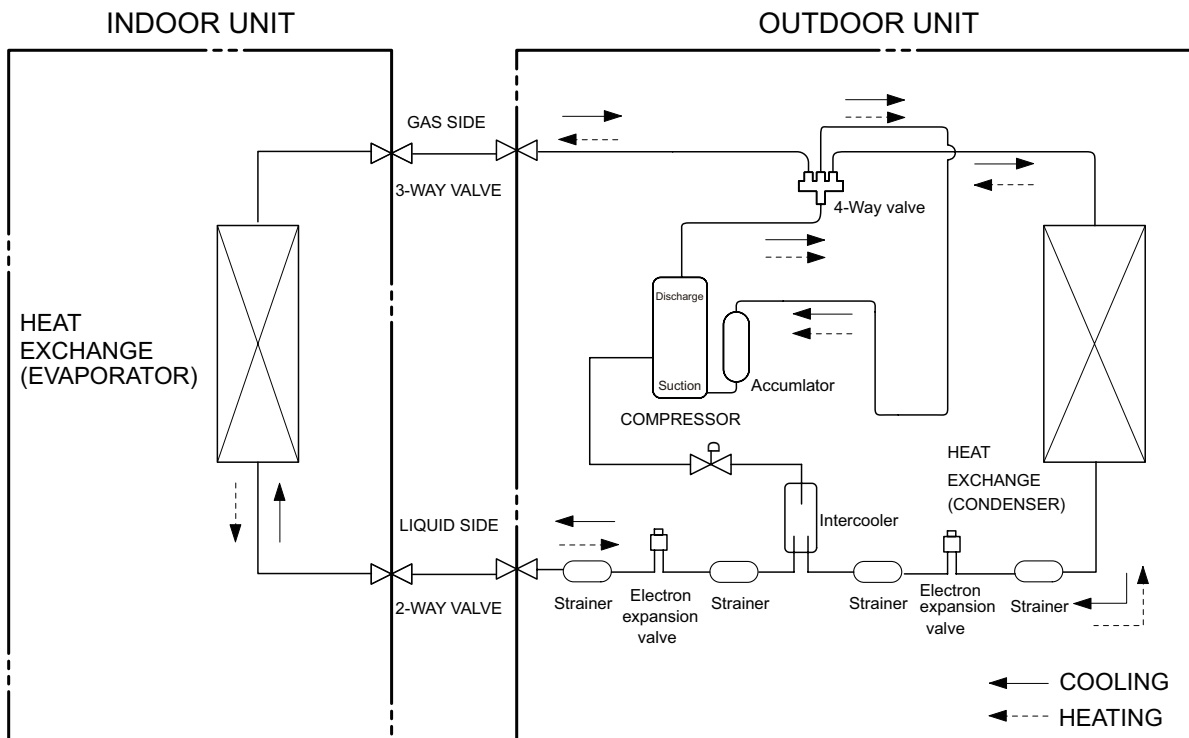 INDOOR UNIT
OUTDOOR UNIT
GAS SIDE
3-WAY VALVE
4-Way valve
Discharge
HEAT
EXCHANGE
(EVAPORATOR)
Suction
Accumlator
COMPRESSOR
HEAT
EXCHANGE
(CONDENSER)
Intercooler
LIQUID SIDE
2-WAY VALVE
Strainer
Electron
expansion
valve
Strainer
Strainer
Electron
expansion
valve
Strainer
COOLING
HEATING